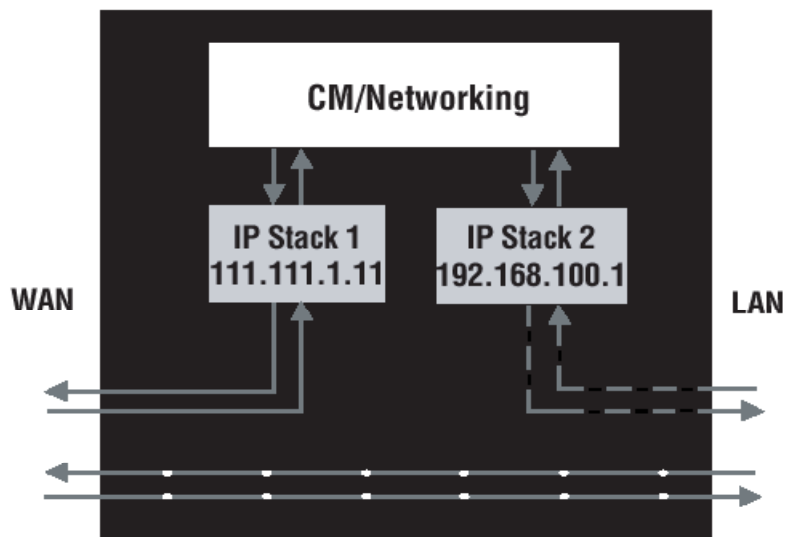 CM/Networking
IP Stack 1
111.111.1.11
IP Stack 2
192.168.100.1
WAN
LAN